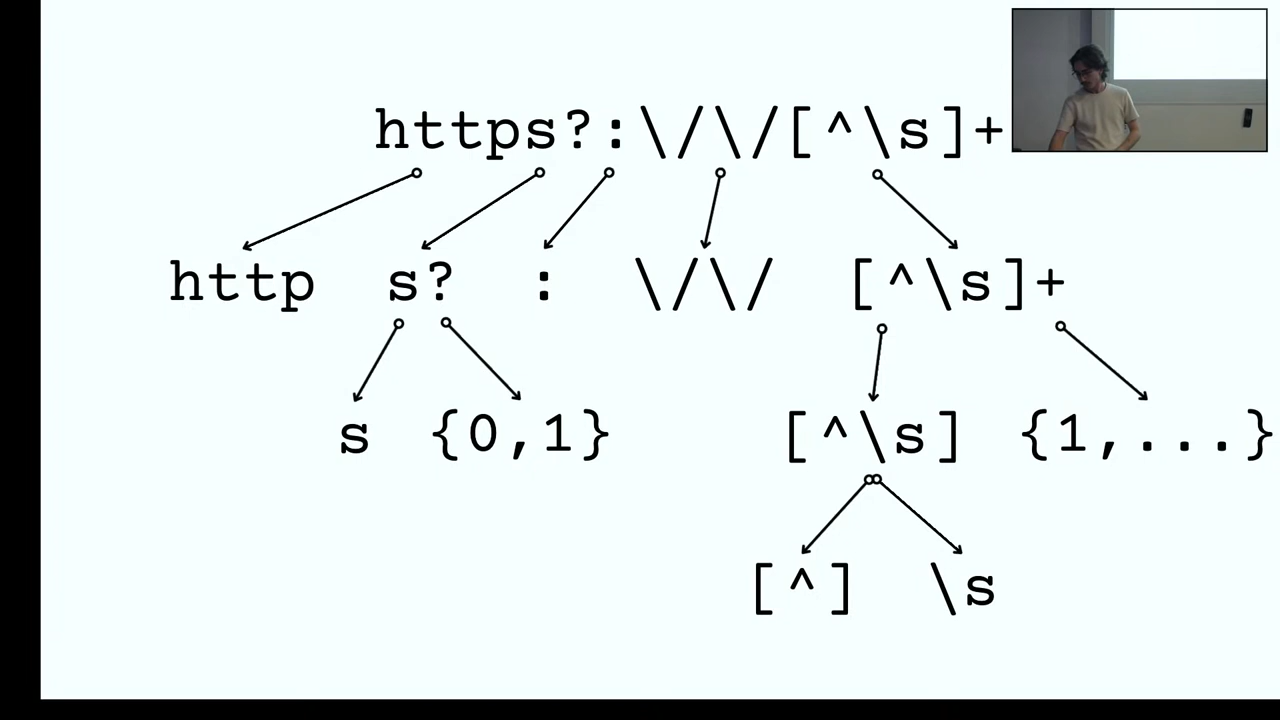 https?:\/\/[^\s]+
http s? : \/\/ [^\s]+
s {0,1} [^\s] {1,...}
[^] \s